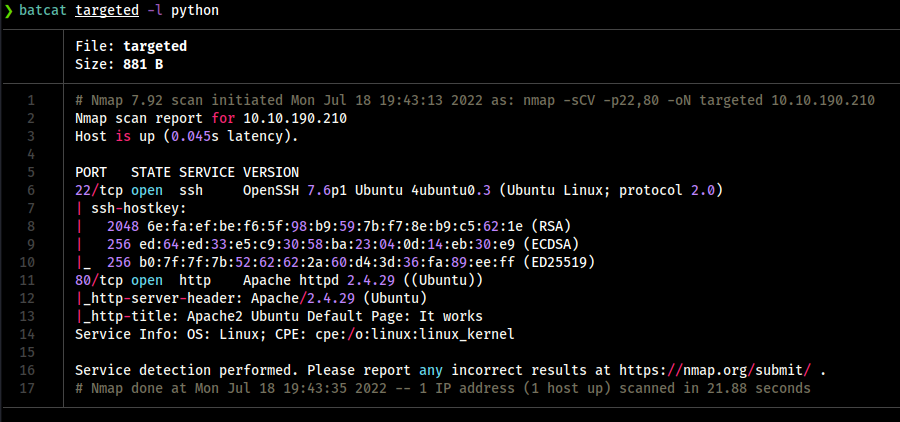 ❯ batcat targeted -l python
File: targeted
Size: 881 B
1 # Nmap 7.92 scan initiated Mon Jul 18 19:43:13 2022 as: nmap -sCV -p22,80 -oN targeted 10.10.190.210
2 Nmap scan report for 10.10.190.210
3 Host is up (0.045s latency).
4
5 PORT   STATE SERVICE VERSION
6 22/tcp open  ssh     OpenSSH 7.6p1 Ubuntu 4ubuntu0.3 (Ubuntu Linux; protocol 2.0)
7 | ssh-hostkey:
8 |   2048 6e:fa:ef:be:f6:5f:98:b9:59:7b:f7:8e:b9:c5:62:1e (RSA)
9 |   256 ed:64:ed:33:e5:c9:30:58:ba:23:04:0d:14:eb:30:e9 (ECDSA)
10 |_  256 b0:7f:7f:7b:52:62:62:2a:60:d4:3d:36:fa:89:ee:ff (ED25519)
11 80/tcp open  http    Apache httpd 2.4.29 ((Ubuntu))
12 |_http-server-header: Apache/2.4.29 (Ubuntu)
13 |_http-title: Apache2 Ubuntu Default Page: It works
14 Service Info: OS: Linux; CPE: cpe:/o:linux:linux_kernel
15
16 Service detection performed. Please report any incorrect results at https://nmap.org/submit/ .
17 # Nmap done at Mon Jul 18 19:43:35 2022 -- 1 IP address (1 host up) scanned in 21.88 seconds